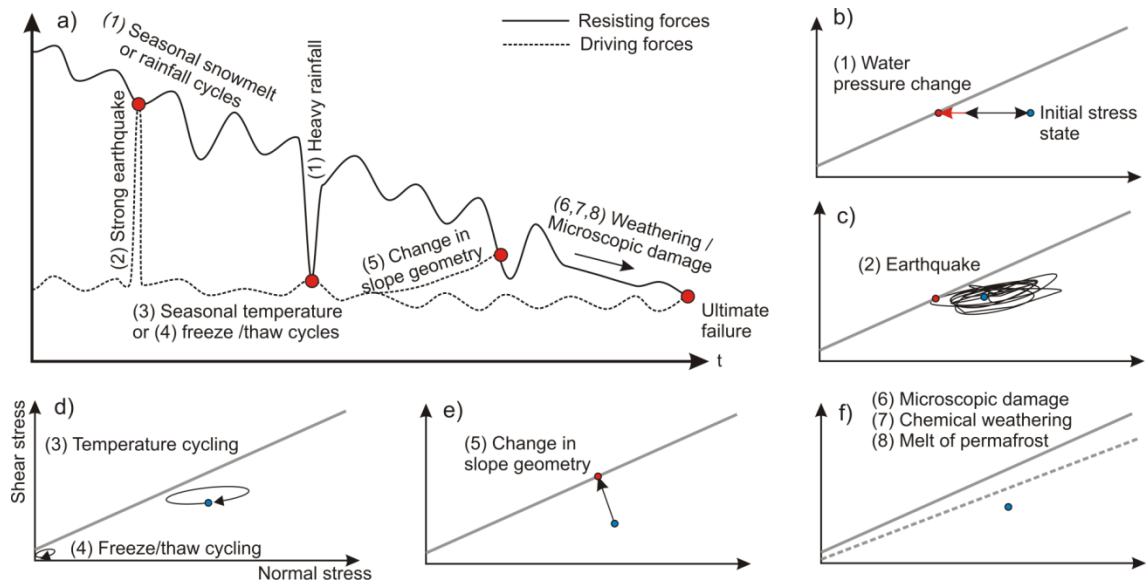 a)
Resisting forces
Driving forces
(1) Seasonal snowmelt
or rainfall cycles
(2) Strong earthquake
(1) Heavy rainfall
(3) Seasonal temperature
or (4) freeze /thaw cycles
(5) Change in
slope geometry
(6,7,8) Weathering /
Microscopic damage
Ultimate
failure
t
b)
(1) Water
pressure change
Initial stress
state
c)
(2) Earthquake
d)
Shear stress
(3) Temperature cycling
(4) Freeze/thaw cycling
Normal stress
e)
(5) Change in
slope geometry
f)
(6) Microscopic damage
(7) Chemical weathering
(8) Melt of permafrost